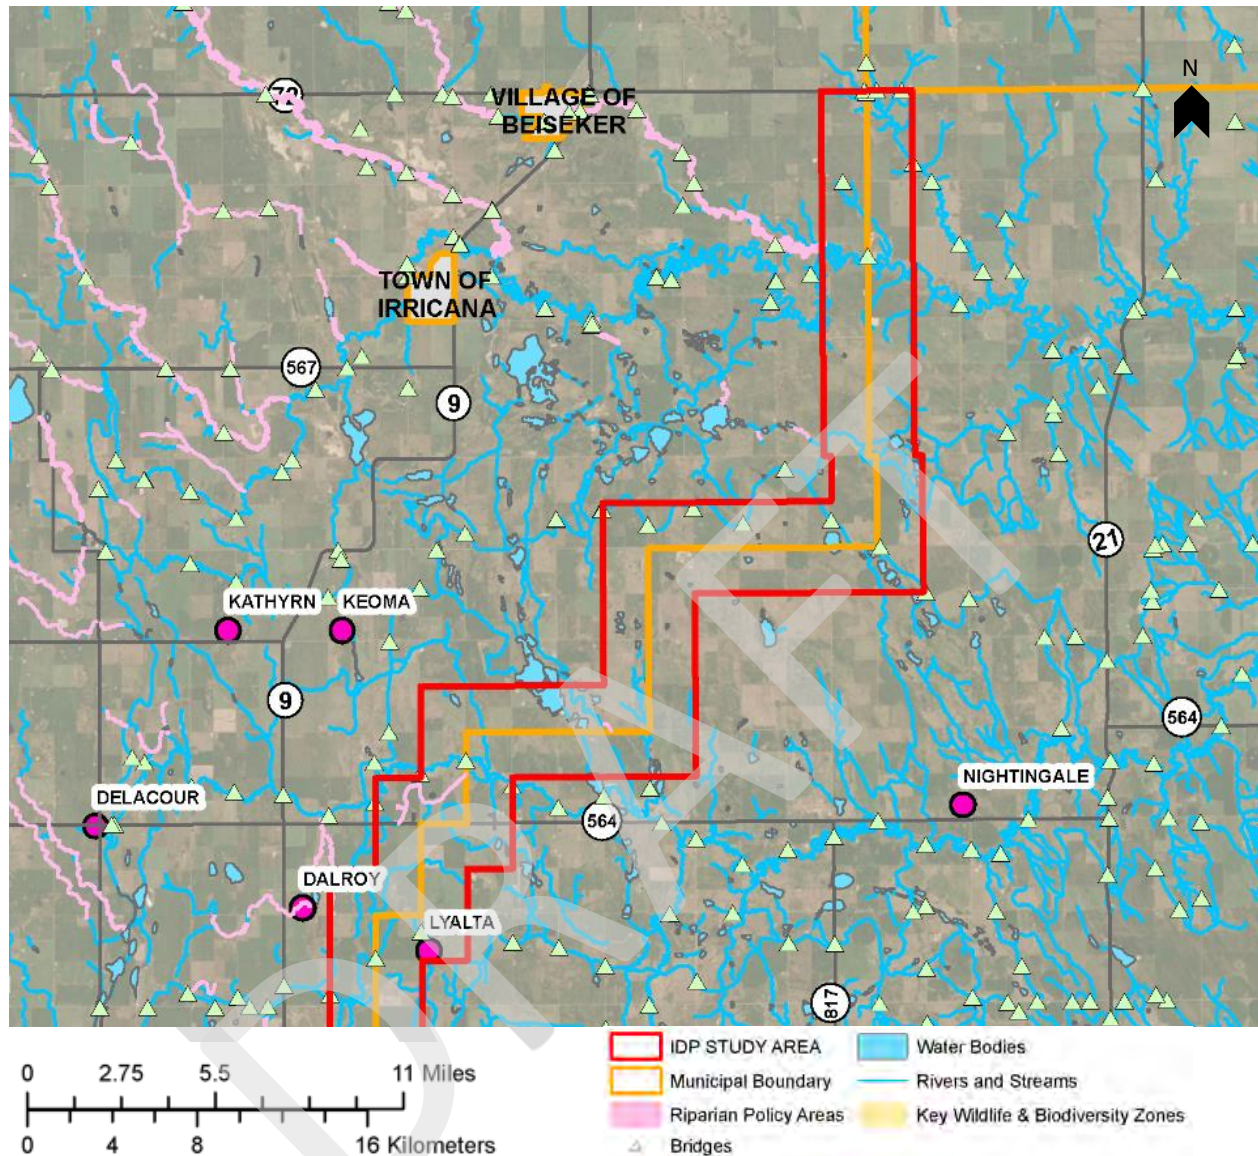 N
72
VILLAGE OF
BEISEKER
TOWN OF
IRRICANA
567
9
21
KATHYRN
KEOMA
9
564
NIGHTINGALE
DELACOUR
564
DALROY
LYALTA
817
DRAFT
0 2.75 5.5 11 Miles
0 4 8 16 Kilometers
IDP STUDY AREA
Municipal Boundary
Riparian Policy Areas
Bridges
Water Bodies
Rivers and Streams
Key Wildlife & Biodiversity Zones